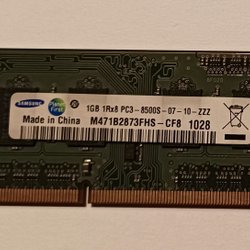 SAMSUNG
Planet First
1GB 1Rx8 PC3-8500S-07-10-ZZZ
Made in China
M471B2873FHS-CF8 1028